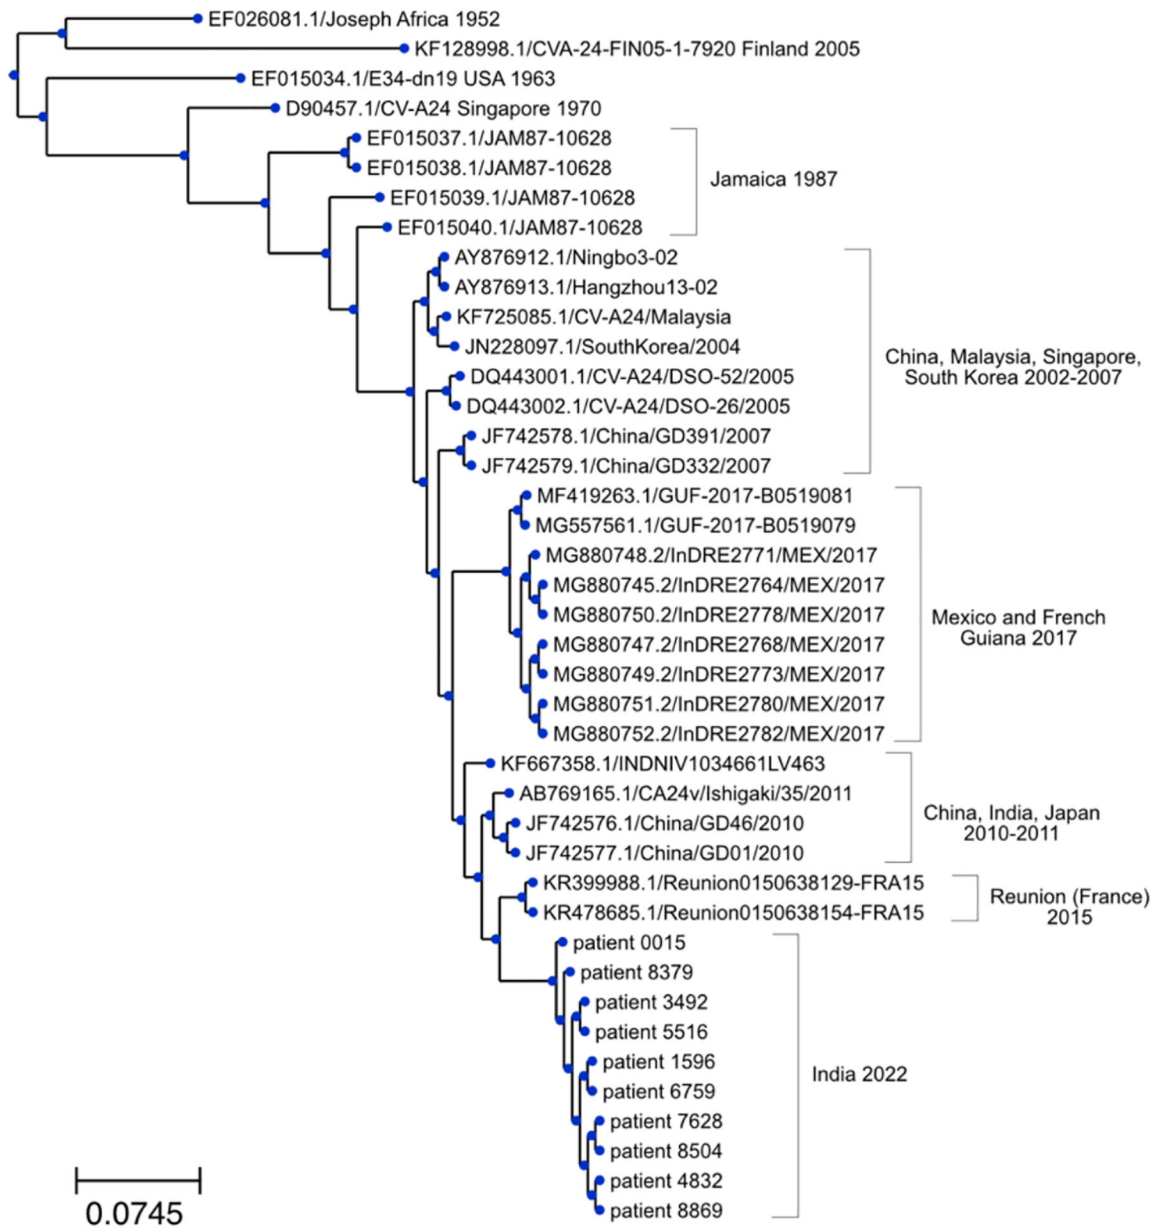 EF026081.1/Joseph Africa 1952
KF128998.1/CVA-24-FIN05-1-7920 Finland 2005
EF015034.1/E34-dn19 USA 1963
D90457.1/CV-A24 Singapore 1970
EF015037.1/JAM87-10628
EF015038.1/JAM87-10628
EF015039.1/JAM87-10628
EF015040.1/JAM87-10628
Jamaica 1987
AY876912.1/Ningbo3-02
AY876913.1/Hangzhou13-02
KF725085.1/CV-A24/Malaysia
JN228097.1/SouthKorea/2004
DQ443001.1/CV-A24/DSO-52/2005
DQ443002.1/CV-A24/DSO-26/2005
JF742578.1/China/GD391/2007
JF742579.1/China/GD332/2007
China, Malaysia, Singapore,
South Korea 2002-2007
MF419263.1/GUF-2017-B0519081
MG557561.1/GUF-2017-B0519079
MG880748.2/InDRE2771/MEX/2017
MG880745.2/InDRE2764/MEX/2017
MG880750.2/InDRE2778/MEX/2017
MG880747.2/InDRE2768/MEX/2017
MG880749.2/InDRE2773/MEX/2017
MG880751.2/InDRE2780/MEX/2017
MG880752.2/InDRE2782/MEX/2017
Mexico and French
Guiana 2017
KF667358.1/INDNIV1034661LV463
AB769165.1/CA24v/Ishigaki/35/2011
JF742576.1/China/GD46/2010
JF742577.1/China/GD01/2010
China, India, Japan
2010-2011
KR399988.1/Reunion0150638129-FRA15
KR478685.1/Reunion0150638154-FRA15
Reunion (France)
2015
patient 0015
patient 8379
patient 3492
patient 5516
patient 1596
patient 6759
patient 7628
patient 8504
patient 4832
patient 8869
India 2022
0.0745